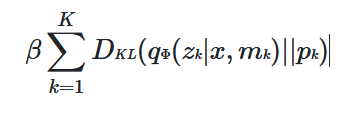 β∑_{k=1}^{K} D_{KL}(q_Φ(z_k|x, m_k)||p_k)